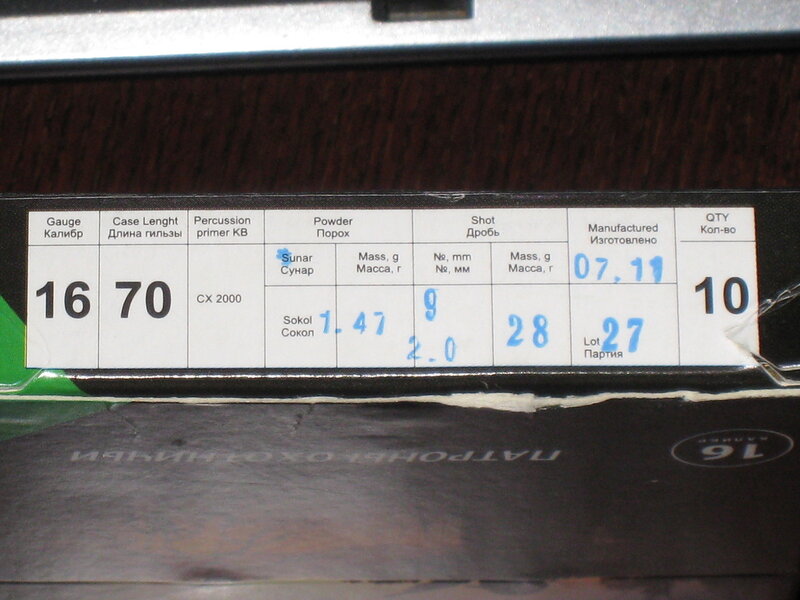 Gauge
Калибр
16
Case Lenght
Длина гильзы
70
Percussion
primer KB
CX 2000
Powder
Порох
Sunar
Сунар
Mass, g
Масса, г
Sokol
Сокол
1.47
Shot
Дробь
№, mm
№, мм
Mass, g
Масса, г
9
2.0
28
Manufactured
Изготовлено
07.11
Lot
Партия
27
QTY
Кол-во
10
ПАТРОНЫ ОХОТНИЧЬИ
16
КАЛИБР